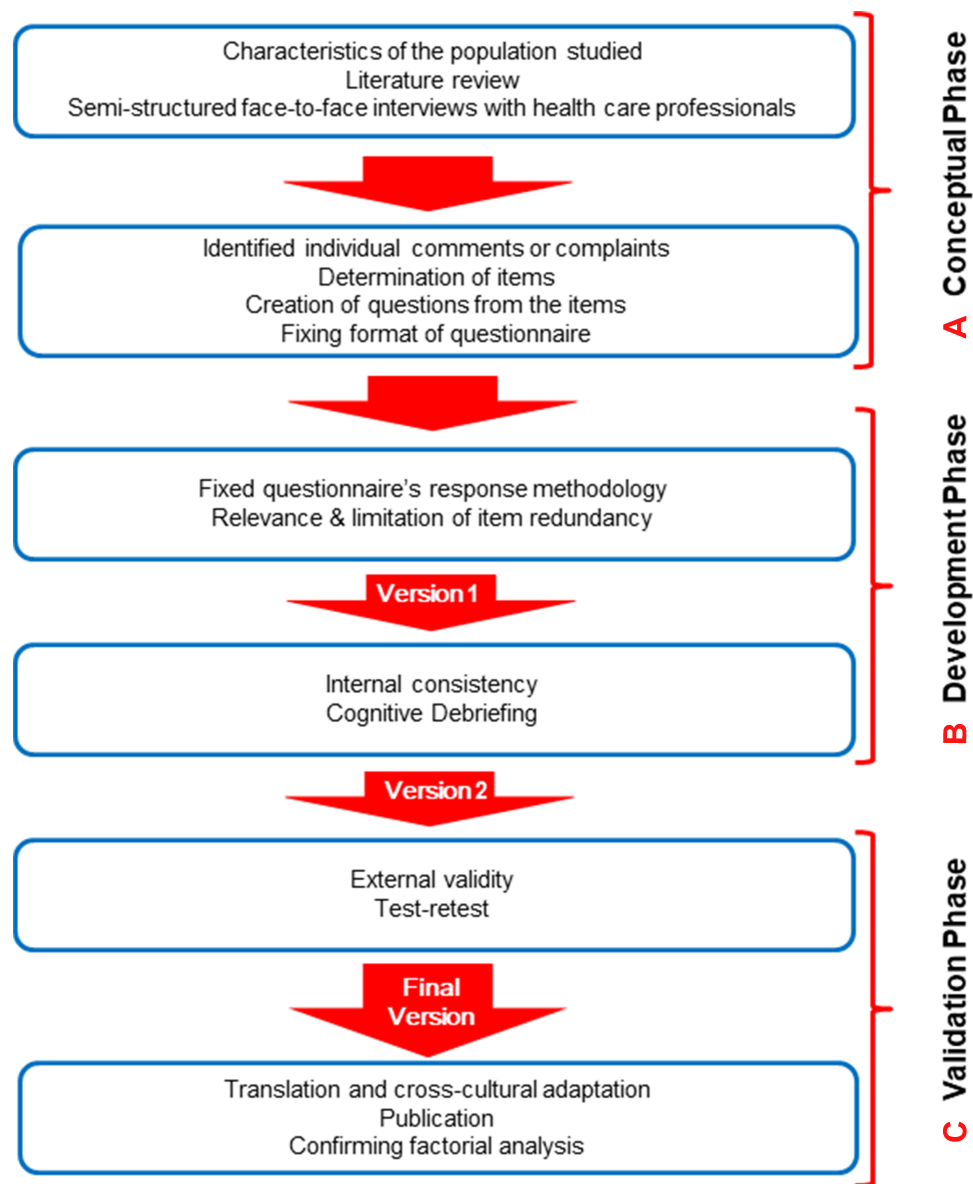 Characteristics of the population studied
Literature review
Semi-structured face-to-face interviews with health care professionals
Identified individual comments or complaints
Determination of items
Creation of questions from the items
Fixing format of questionnaire
A Conceptual Phase
Fixed questionnaire's response methodology
Relevance & limitation of item redundancy
Version 1
Internal consistency
Cognitive Debriefing
B Development Phase
Version 2
External validity
Test-retest
Final
Version
Translation and cross-cultural adaptation
Publication
Confirming factorial analysis
C Validation Phase